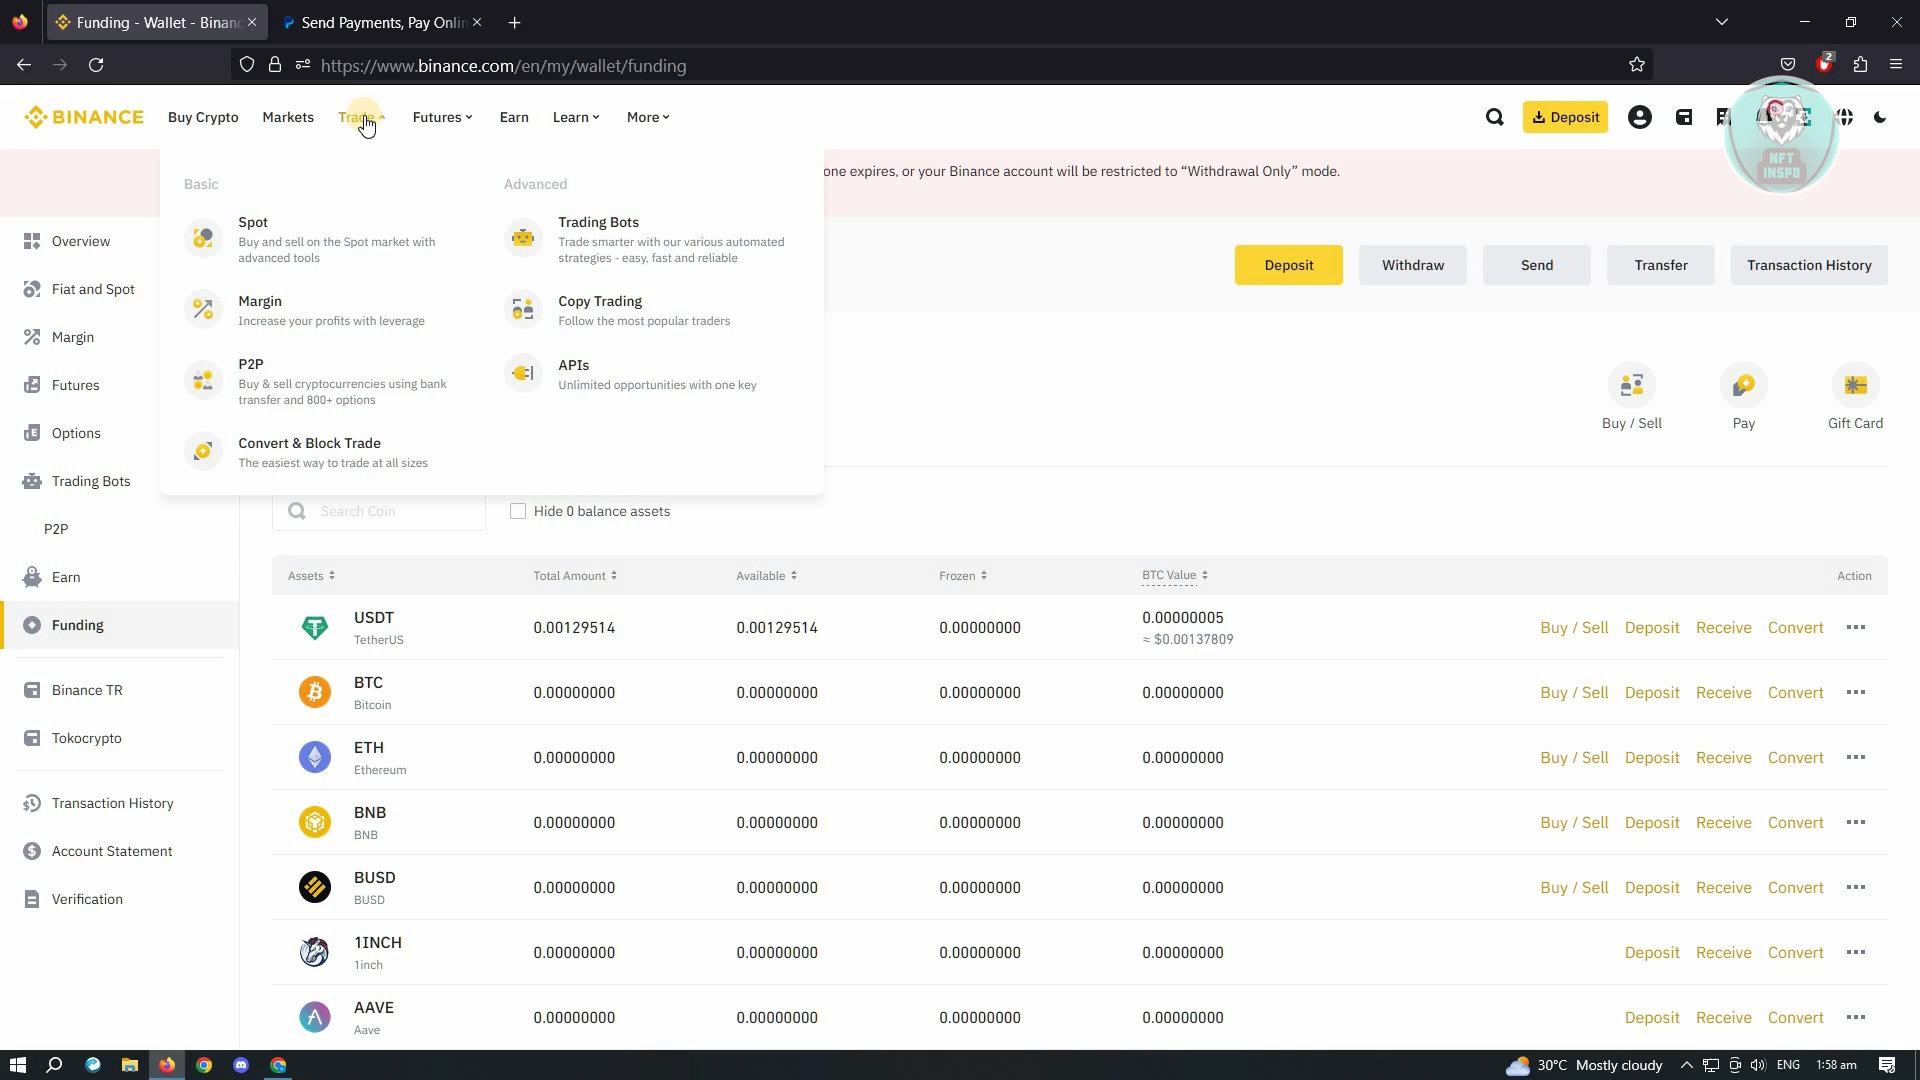 Funding - Wallet - Binanc
Send Payments, Pay Onlin
https://www.binance.com/en/my/wallet/funding
2
BINANCE
Buy Crypto
Markets
Trade
Futures
Earn
Learn
More
Deposit
NFT
INSPO
one expires, or your Binance account will be restricted to “Withdrawal Only” mode.
Basic
Advanced
Spot
Buy and sell on the Spot market with
advanced tools
Trading Bots
Trade smarter with our various automated
strategies - easy, fast and reliable
Margin
Increase your profits with leverage
Copy Trading
Follow the most popular traders
P2P
Buy & sell cryptocurrencies using bank
transfer and 800+ options
APIs
Unlimited opportunities with one key
Convert & Block Trade
The easiest way to trade at all sizes
Overview
Fiat and Spot
Margin
Futures
Options
Trading Bots
P2P
Earn
Funding
Binance TR
Tokocrypto
Transaction History
Account Statement
Verification
Deposit
Withdraw
Send
Transfer
Transaction History
Buy / Sell
Pay
Gift Card
Search Coin
Hide 0 balance assets
Assets Total Amount Available Frozen BTC Value Action
USDT 0.00129514 0.00129514 0.00000000 0.00000005 Buy / Sell Deposit Receive Convert
TetherUS ≈ $0.00137809
BTC 0.00000000 0.00000000 0.00000000 0.00000000 Buy / Sell Deposit Receive Convert
Bitcoin
ETH 0.00000000 0.00000000 0.00000000 0.00000000 Buy / Sell Deposit Receive Convert
Ethereum
BNB 0.00000000 0.00000000 0.00000000 0.00000000 Buy / Sell Deposit Receive Convert
BNB
BUSD 0.00000000 0.00000000 0.00000000 0.00000000 Buy / Sell Deposit Receive Convert
BUSD
1INCH 0.00000000 0.00000000 0.00000000 0.00000000 Deposit Receive Convert
1inch
AAVE 0.00000000 0.00000000 0.00000000 0.00000000 Deposit Receive Convert
Aave
30°C Mostly cloudy
ENG
1:58 am